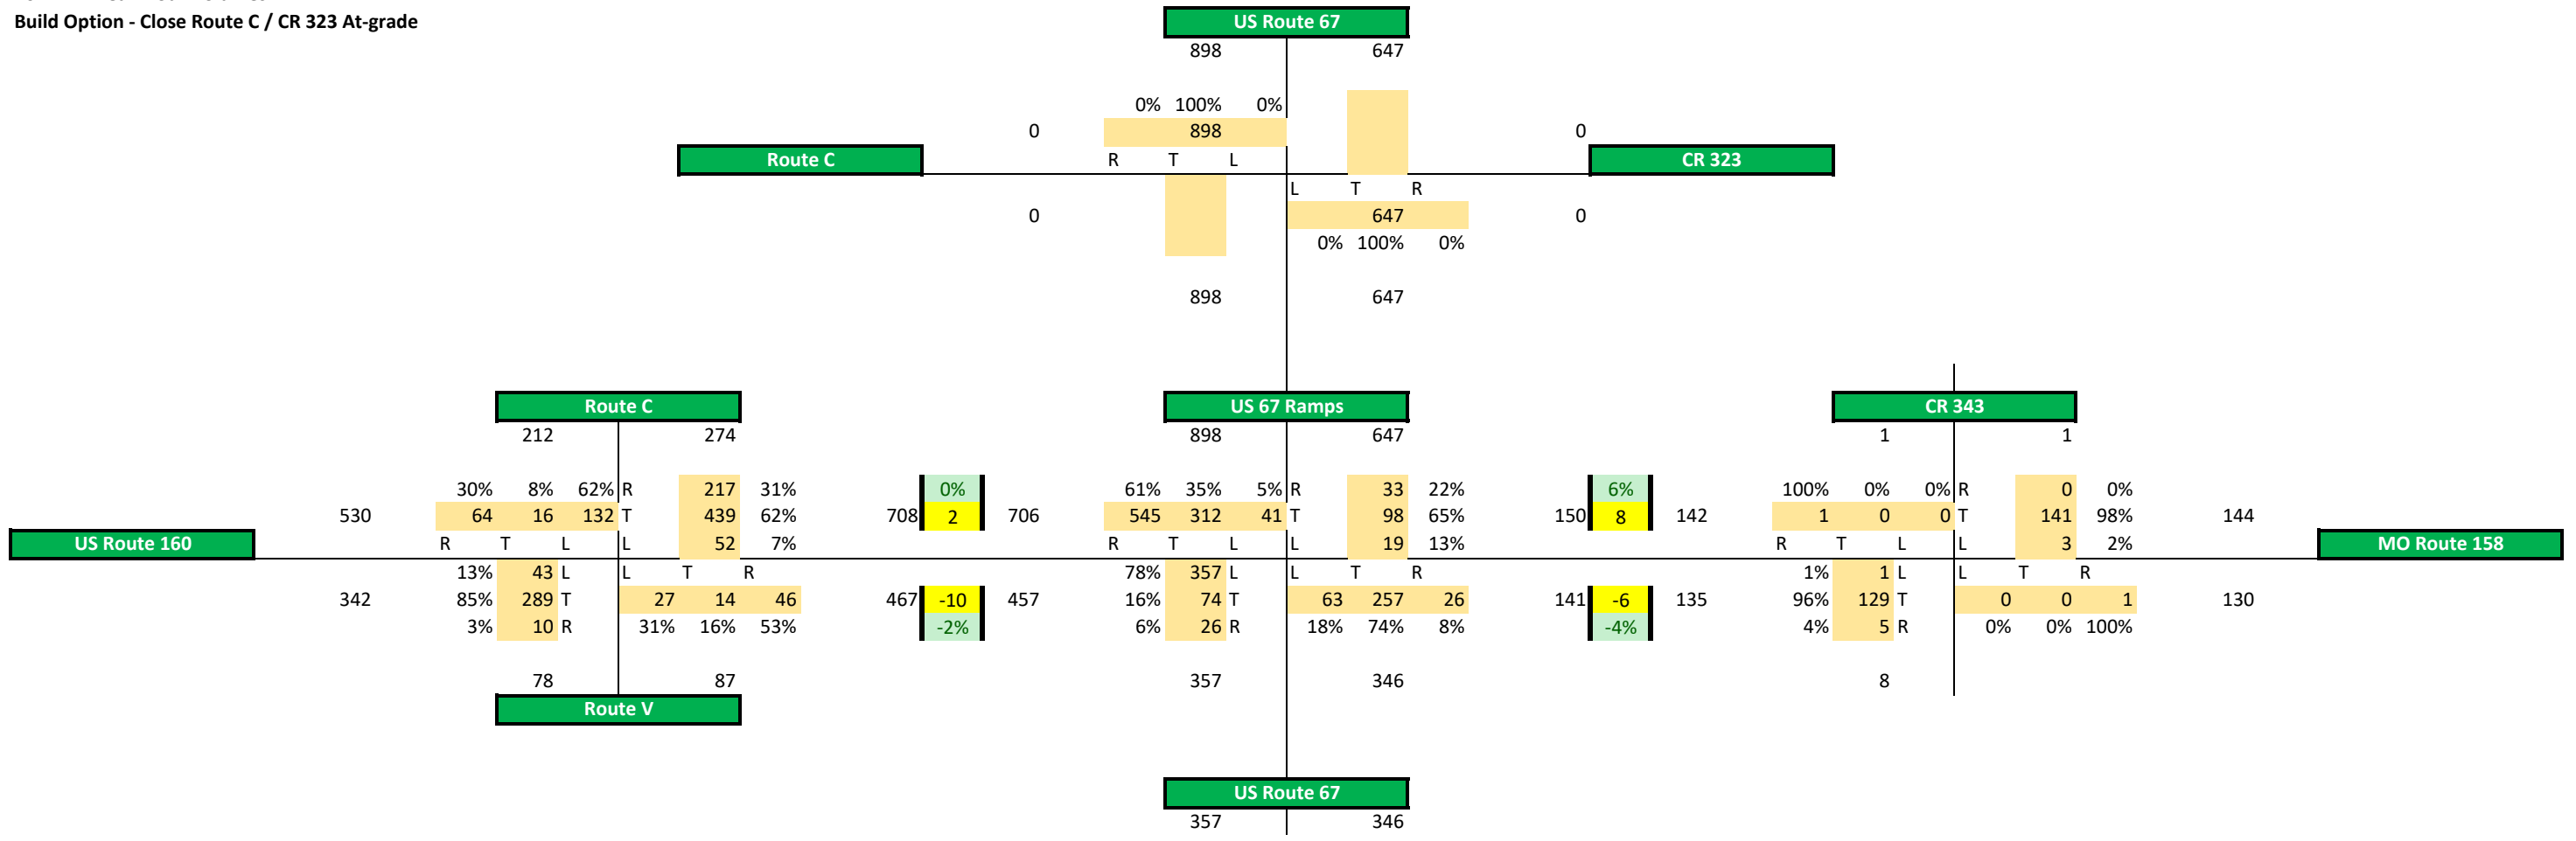 Build Option - Close Route C / CR 323 At-grade
US Route 67
898 647
0% 100% 0%
0 898 0
Route C R T L CR 323
L T R
0 647 0
0% 100% 0%
898 647
Route C US 67 Ramps CR 343
212 274 898 647 1 1
30% 8% 62% R 217 31% 0% 61% 35% 5% R 33 22% 6% 100% 0% 0% R 0 0%
530 64 16 132 T 439 62% 708 2 706 545 312 41 T 98 65% 150 8 142 1 0 0 T 141 98% 144
US Route 160 R T L L 52 7% R T L L 19 13% R T L L 3 2% MO Route 158
13% 43 L L T R 78% 357 L L T R 1% 1 L L T R
342 85% 289 T 27 14 46 467 -10 457 16% 74 T 63 257 26 141 -6 135 96% 129 T 0 0 1 130
3% 10 R 31% 16% 53% -2% 6% 26 R 18% 74% 8% -4% 4% 5 R 0% 0% 100%
78 87 357 346 8
Route V
US Route 67
357 346